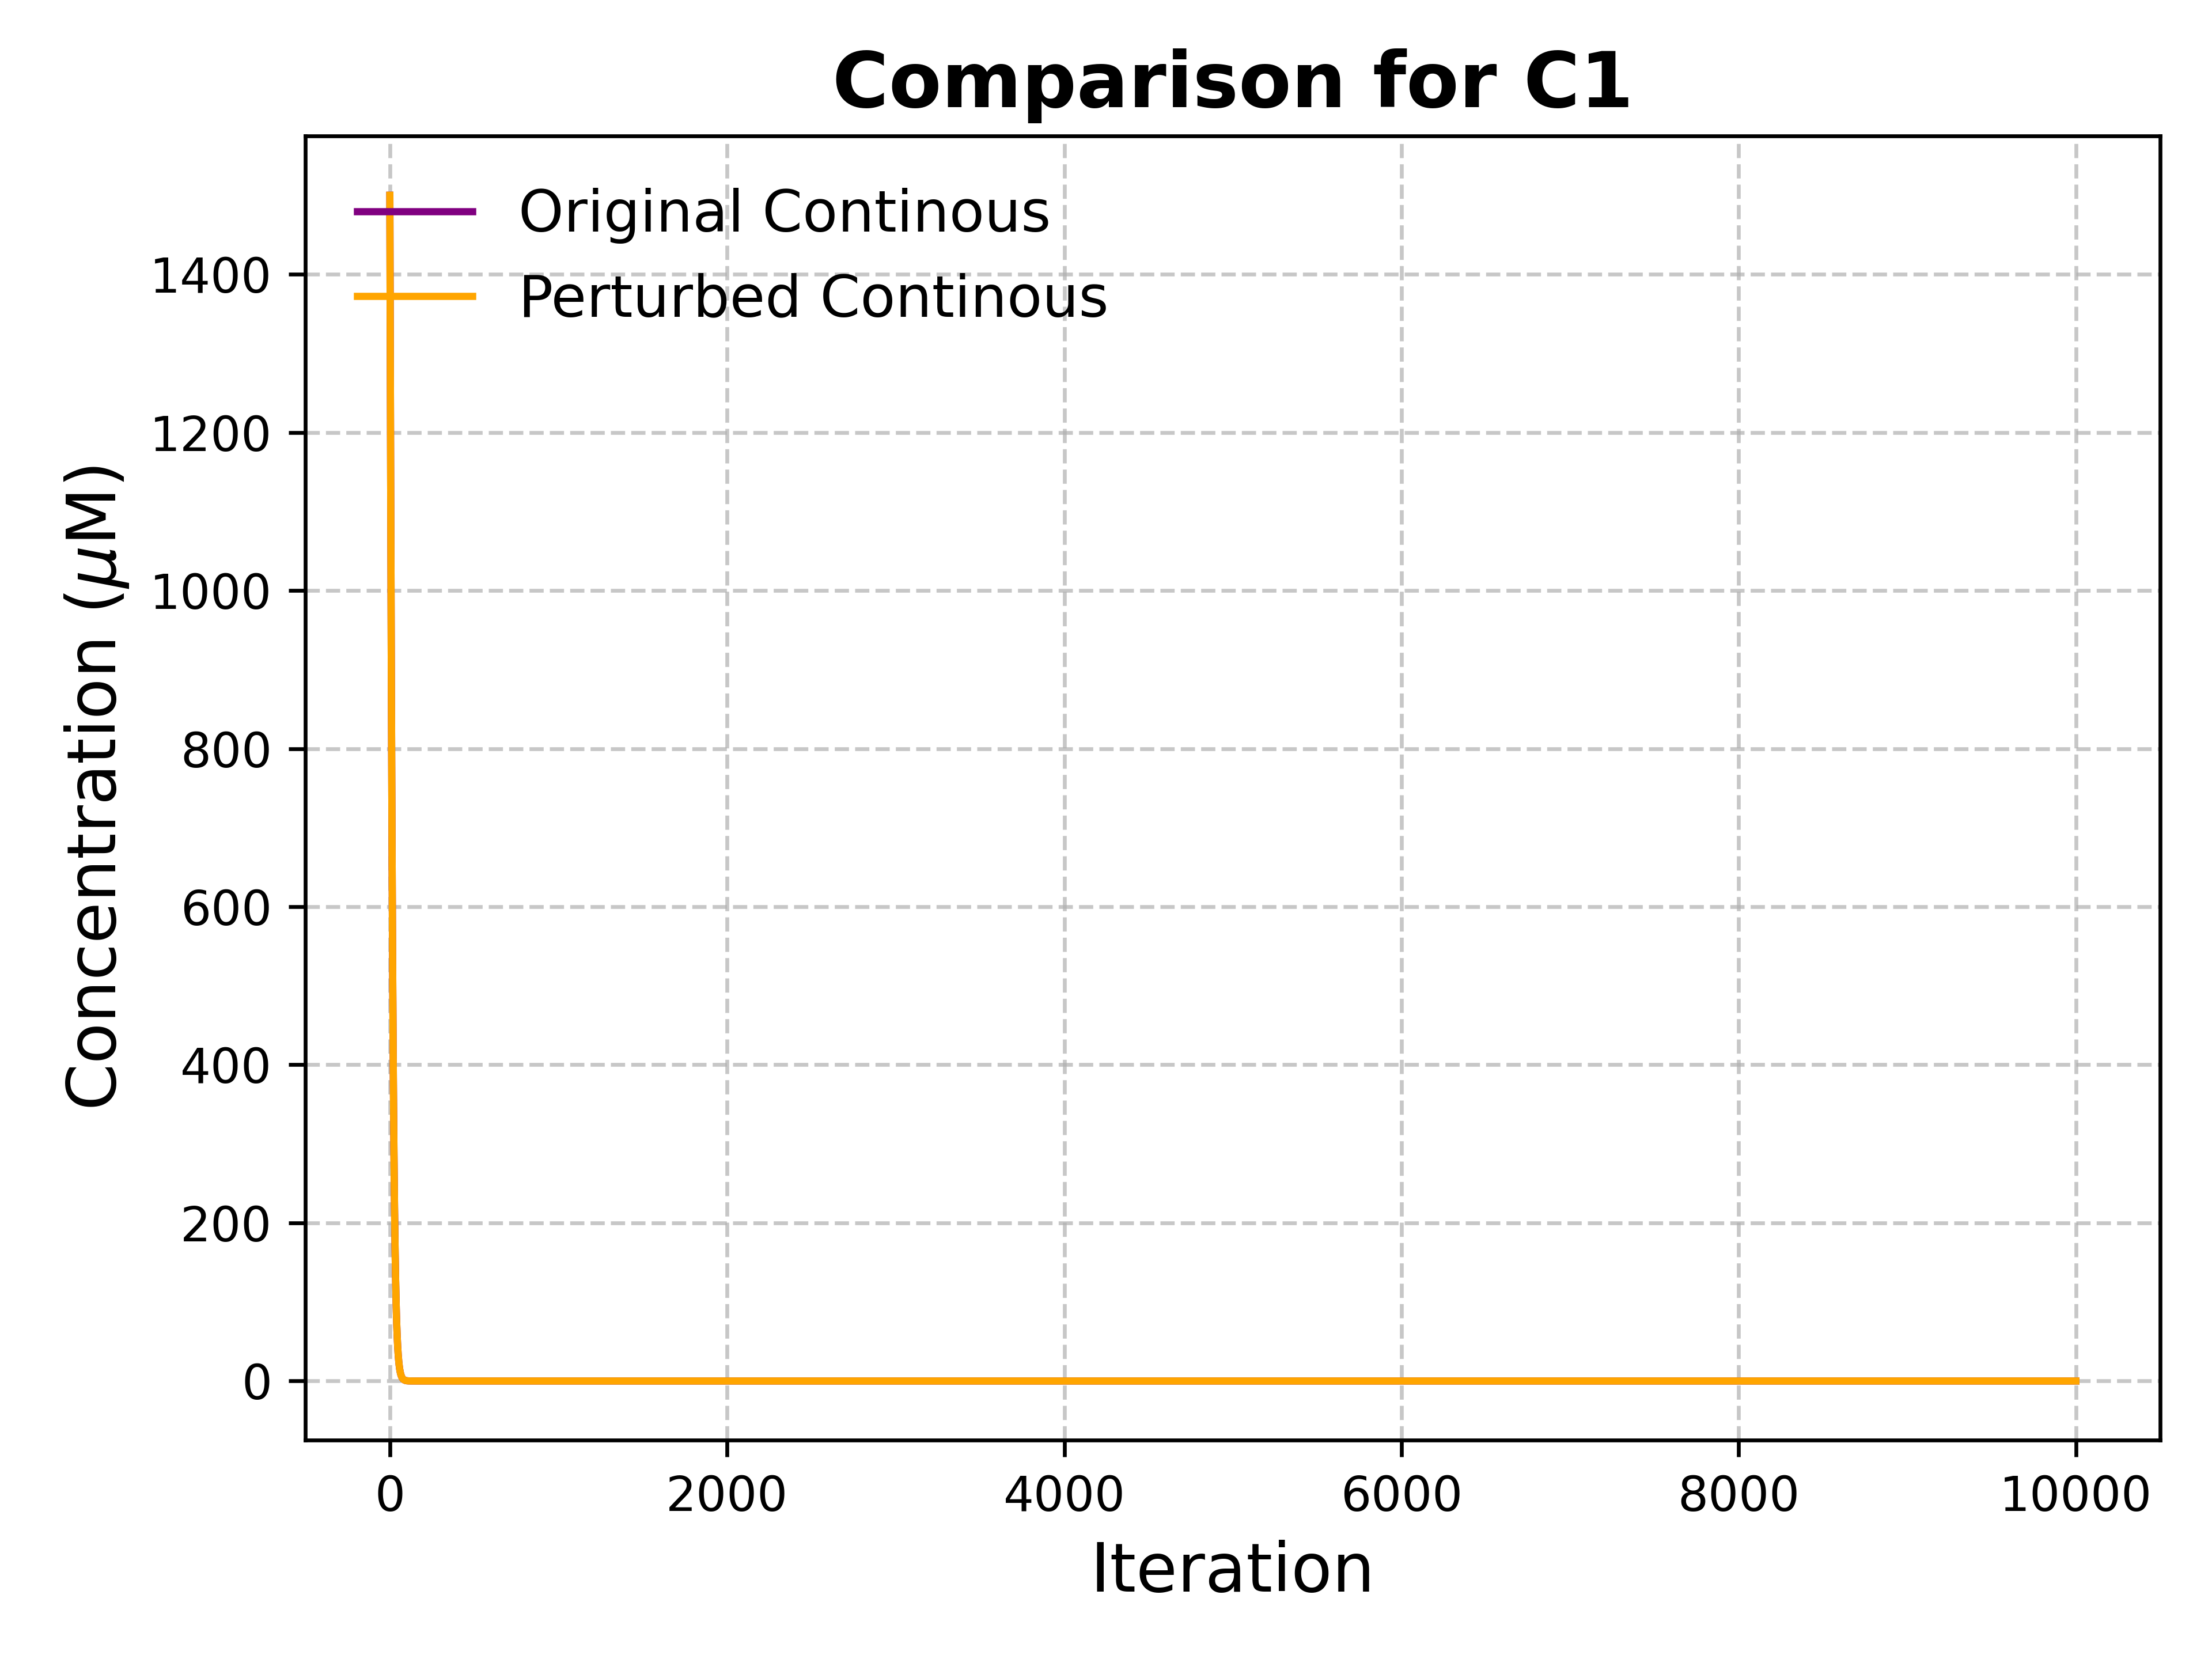 Comparison for C1
Original Continous
Perturbed Continous
Concentration (μM)
1400
1200
1000
800
600
400
200
0
0 2000 4000 6000 8000 10000
Iteration